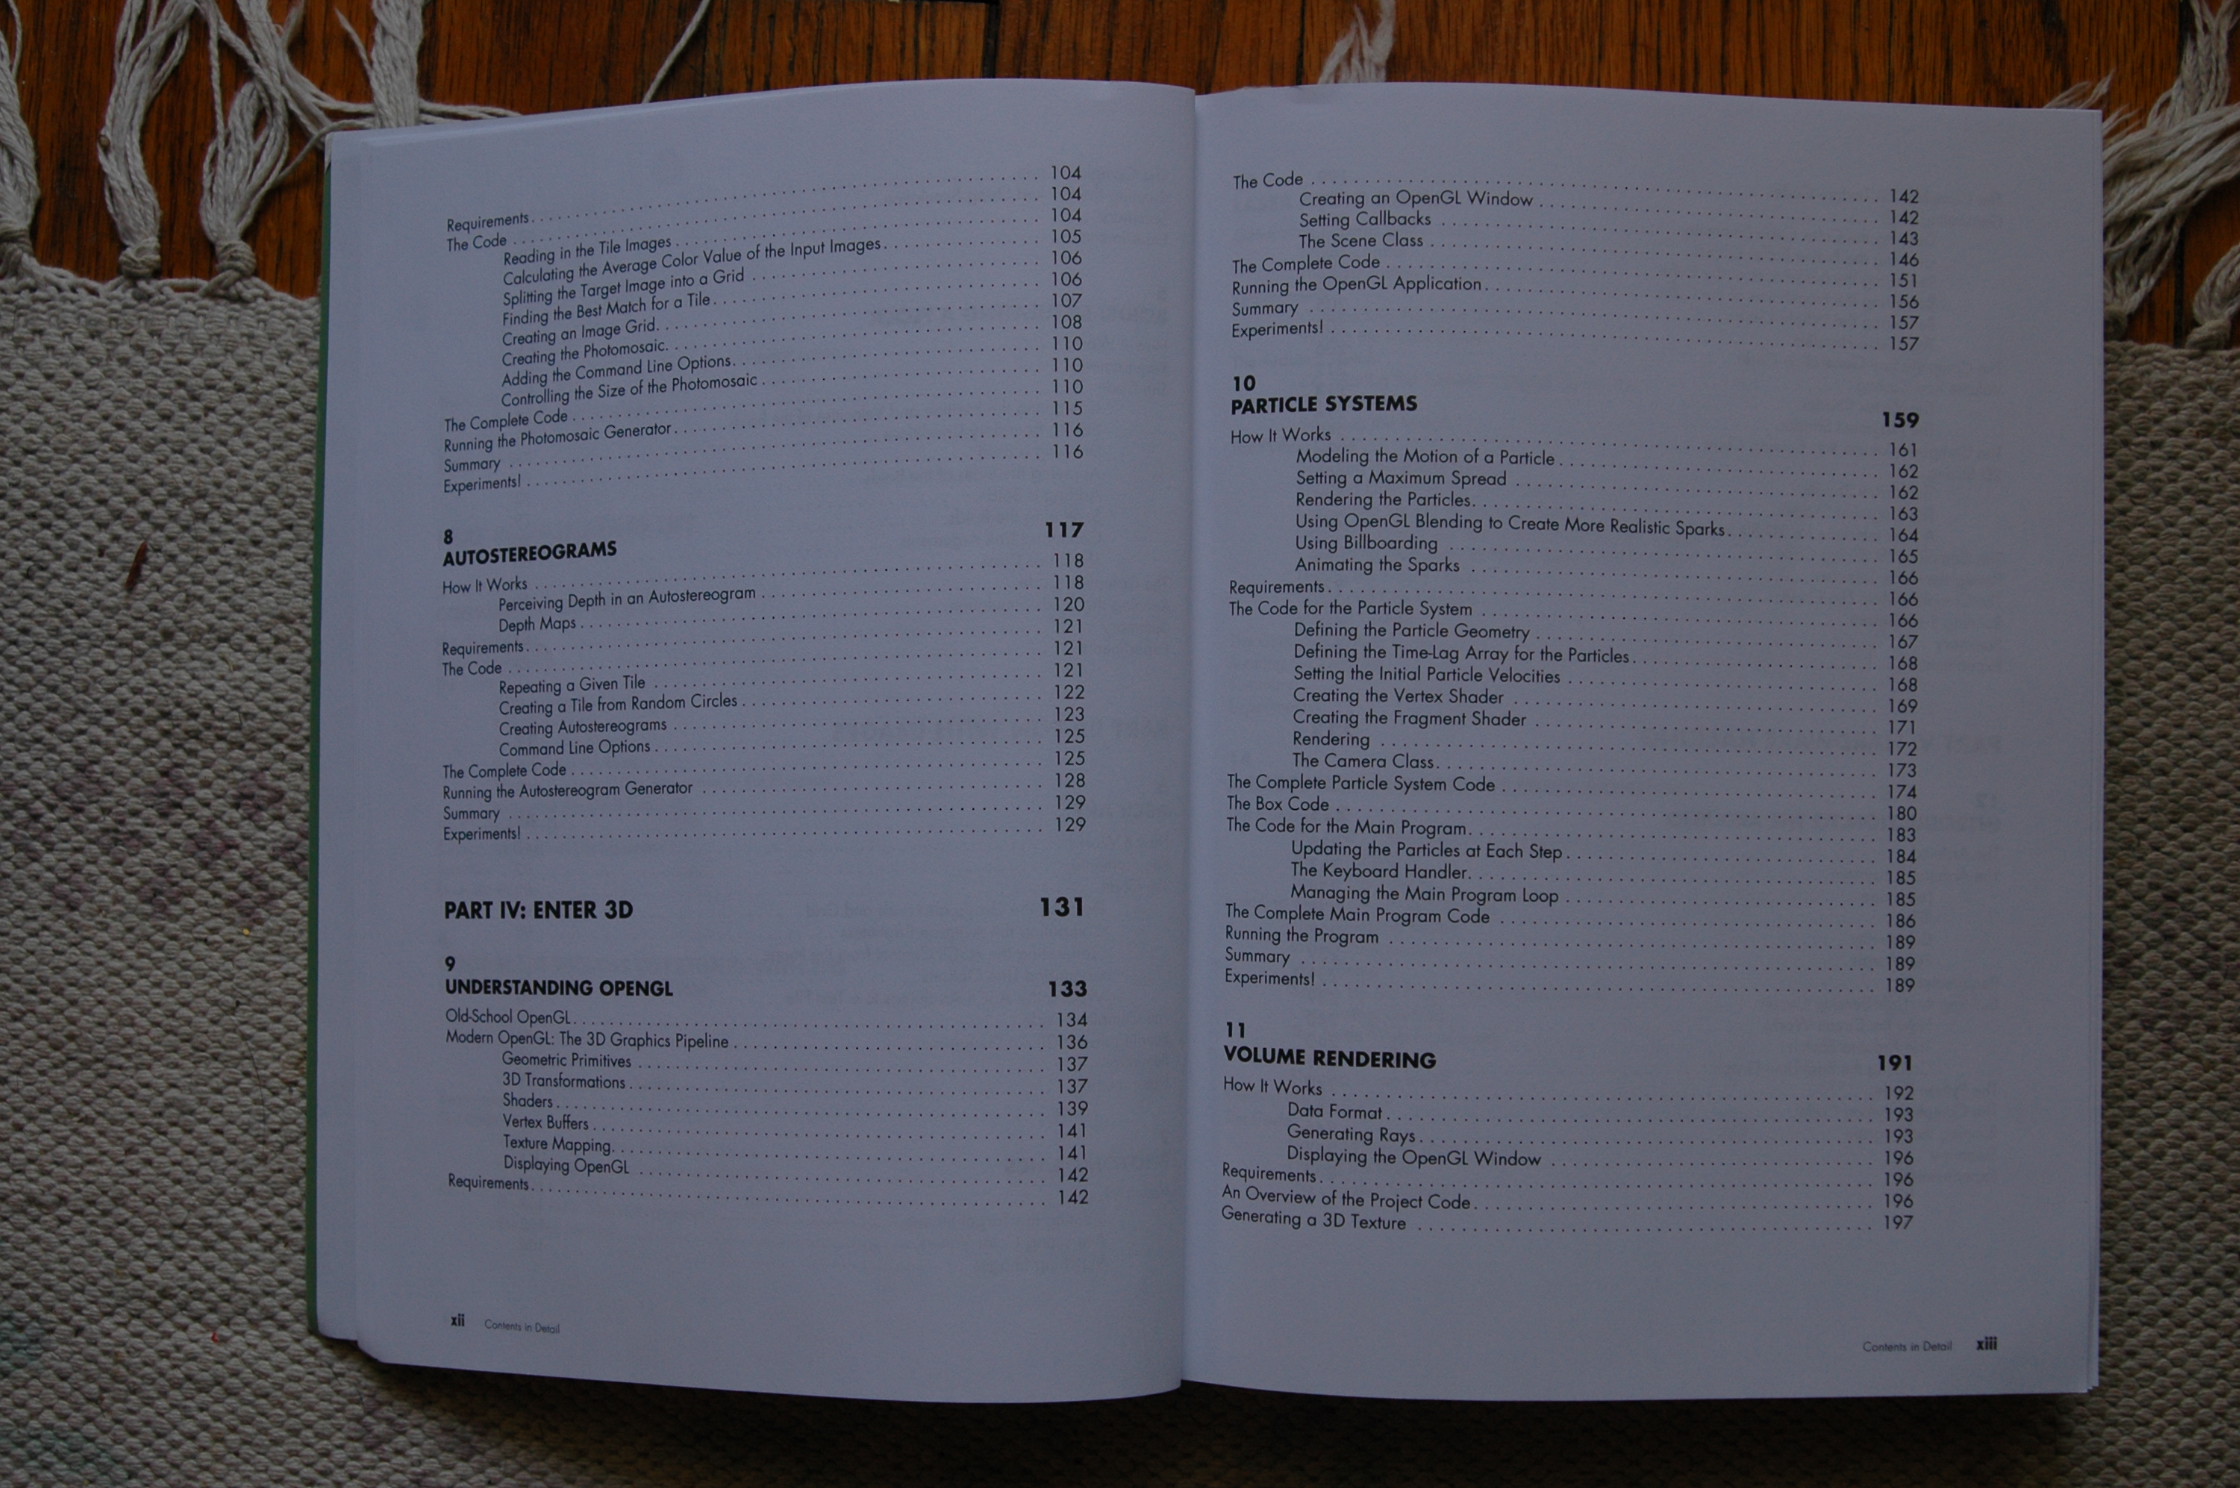 Requirements . . . . . 104
The Code . . . . . 104
Reading in the Tile Images . . . . . 104
Calculating the Average Color Value of the Input Images . . . . . 105
Splitting the Target Image into a Grid . . . . . 106
Finding the Best Match for a Tile . . . . . 106
Creating an Image Grid . . . . . 107
Creating the Photomosaic . . . . . 108
Adding the Command Line Options . . . . . 110
Controlling the Size of the Photomosaic . . . . . 110
The Complete Code . . . . . 110
Running the Photomosaic Generator . . . . . 115
Summary . . . . . 116
Experiments! . . . . . 116
8
AUTOSTEREOGRAMS 117
How It Works . . . . . 118
Perceiving Depth in an Autostereogram . . . . . 118
Depth Maps . . . . . 120
Requirements . . . . . 121
The Code . . . . . 121
Repeating a Given Tile . . . . . 121
Creating a Tile from Random Circles . . . . . 122
Creating Autostereograms . . . . . 123
Command Line Options . . . . . 125
The Complete Code . . . . . 125
Running the Autostereogram Generator . . . . . 128
Summary . . . . . 129
Experiments! . . . . . 129
PART IV: ENTER 3D 131
9
UNDERSTANDING OPENGL 133
Old-School OpenGL . . . . . 134
Modern OpenGL: The 3D Graphics Pipeline . . . . . 136
Geometric Primitives . . . . . 137
3D Transformations . . . . . 137
Shaders . . . . . 139
Vertex Buffers . . . . . 141
Texture Mapping . . . . . 141
Displaying OpenGL . . . . . 142
Requirements . . . . . 142
xii Contents in Detail
The Code . . . . . 142
Creating an OpenGL Window . . . . . 142
Setting Callbacks . . . . . 143
The Scene Class . . . . . 146
The Complete Code . . . . . 151
Running the OpenGL Application . . . . . 156
Summary . . . . . 157
Experiments! . . . . . 157
10
PARTICLE SYSTEMS 159
How It Works . . . . . 161
Modeling the Motion of a Particle . . . . . 162
Setting a Maximum Spread . . . . . 162
Rendering the Particles . . . . . 163
Using OpenGL Blending to Create More Realistic Sparks . . . . . 164
Using Billboarding . . . . . 165
Animating the Sparks . . . . . 166
Requirements . . . . . 166
The Code for the Particle System . . . . . 166
Defining the Particle Geometry . . . . . 167
Defining the Time-Lag Array for the Particles . . . . . 168
Setting the Initial Particle Velocities . . . . . 168
Creating the Vertex Shader . . . . . 169
Creating the Fragment Shader . . . . . 171
Rendering . . . . . 172
The Camera Class . . . . . 173
The Complete Particle System Code . . . . . 174
The Box Code . . . . . 180
The Code for the Main Program . . . . . 183
Updating the Particles at Each Step . . . . . 184
The Keyboard Handler . . . . . 185
Managing the Main Program Loop . . . . . 185
The Complete Main Program Code . . . . . 186
Running the Program . . . . . 189
Summary . . . . . 189
Experiments! . . . . . 189
11
VOLUME RENDERING 191
How It Works . . . . . 192
Data Format . . . . . 193
Generating Rays . . . . . 193
Displaying the OpenGL Window . . . . . 196
Requirements . . . . . 196
An Overview of the Project Code . . . . . 196
Generating a 3D Texture . . . . . 197
Contents in Detail xiii